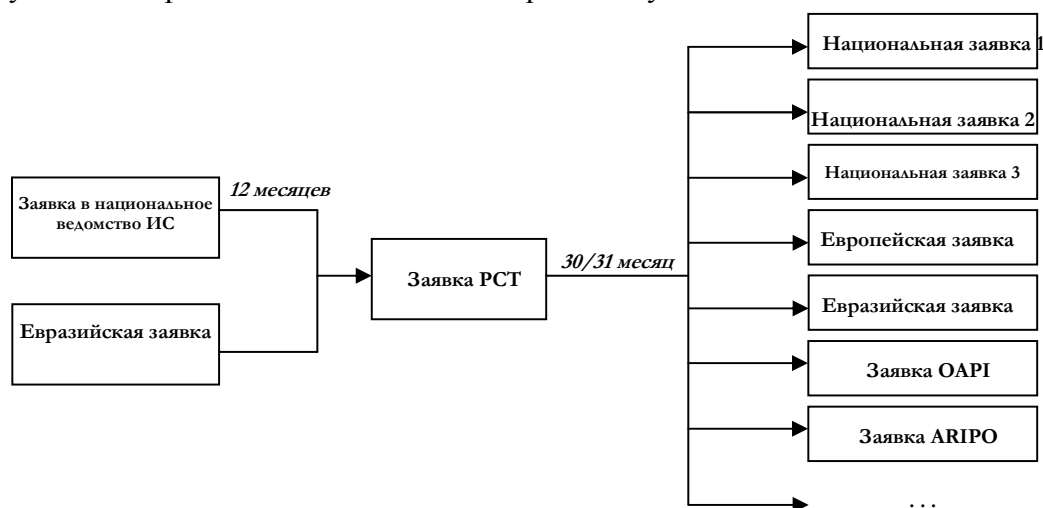 Национальная заявка 1
Национальная заявка 2
Национальная заявка 3
Европейская заявка
Евразийская заявка
Заявка OAPI
Заявка ARIPO
. . .
12 месяцев
Заявка в национальное
ведомство ИС
Евразийская заявка
Заявка РСТ
30/31 месяц